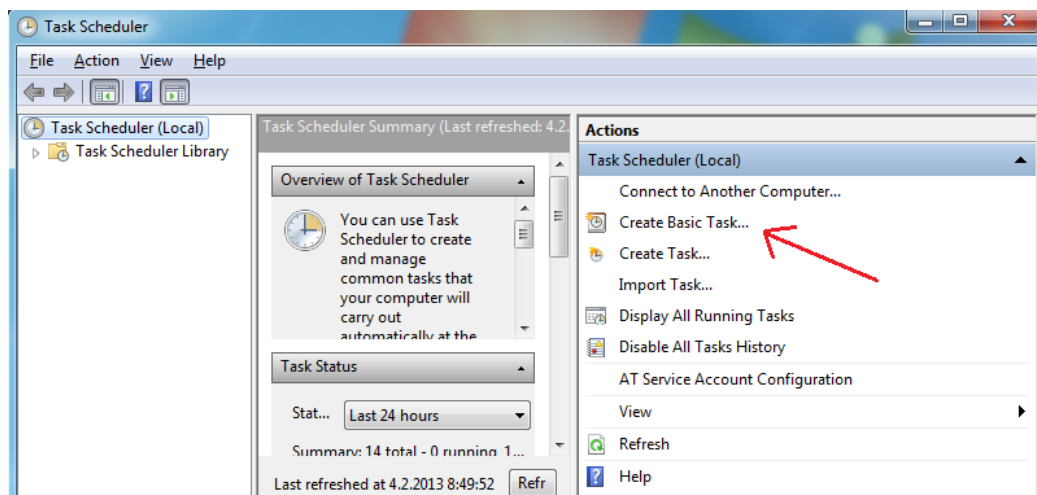 Task Scheduler
File Action View Help
Task Scheduler (Local)
Task Scheduler Library
Task Scheduler Summary (Last refreshed: 4.2.
Overview of Task Scheduler
You can use Task
Scheduler to create
and manage
common tasks that
your computer will
carry out
automatically at the
Task Status
Stat...
Last 24 hours
Summary: 14 total - 0 running, 1...
Last refreshed at 4.2.2013 8:49:52
Refr
Actions
Task Scheduler (Local)
Connect to Another Computer...
Create Basic Task...
Create Task...
Import Task...
Display All Running Tasks
Disable All Tasks History
AT Service Account Configuration
View
Refresh
Help